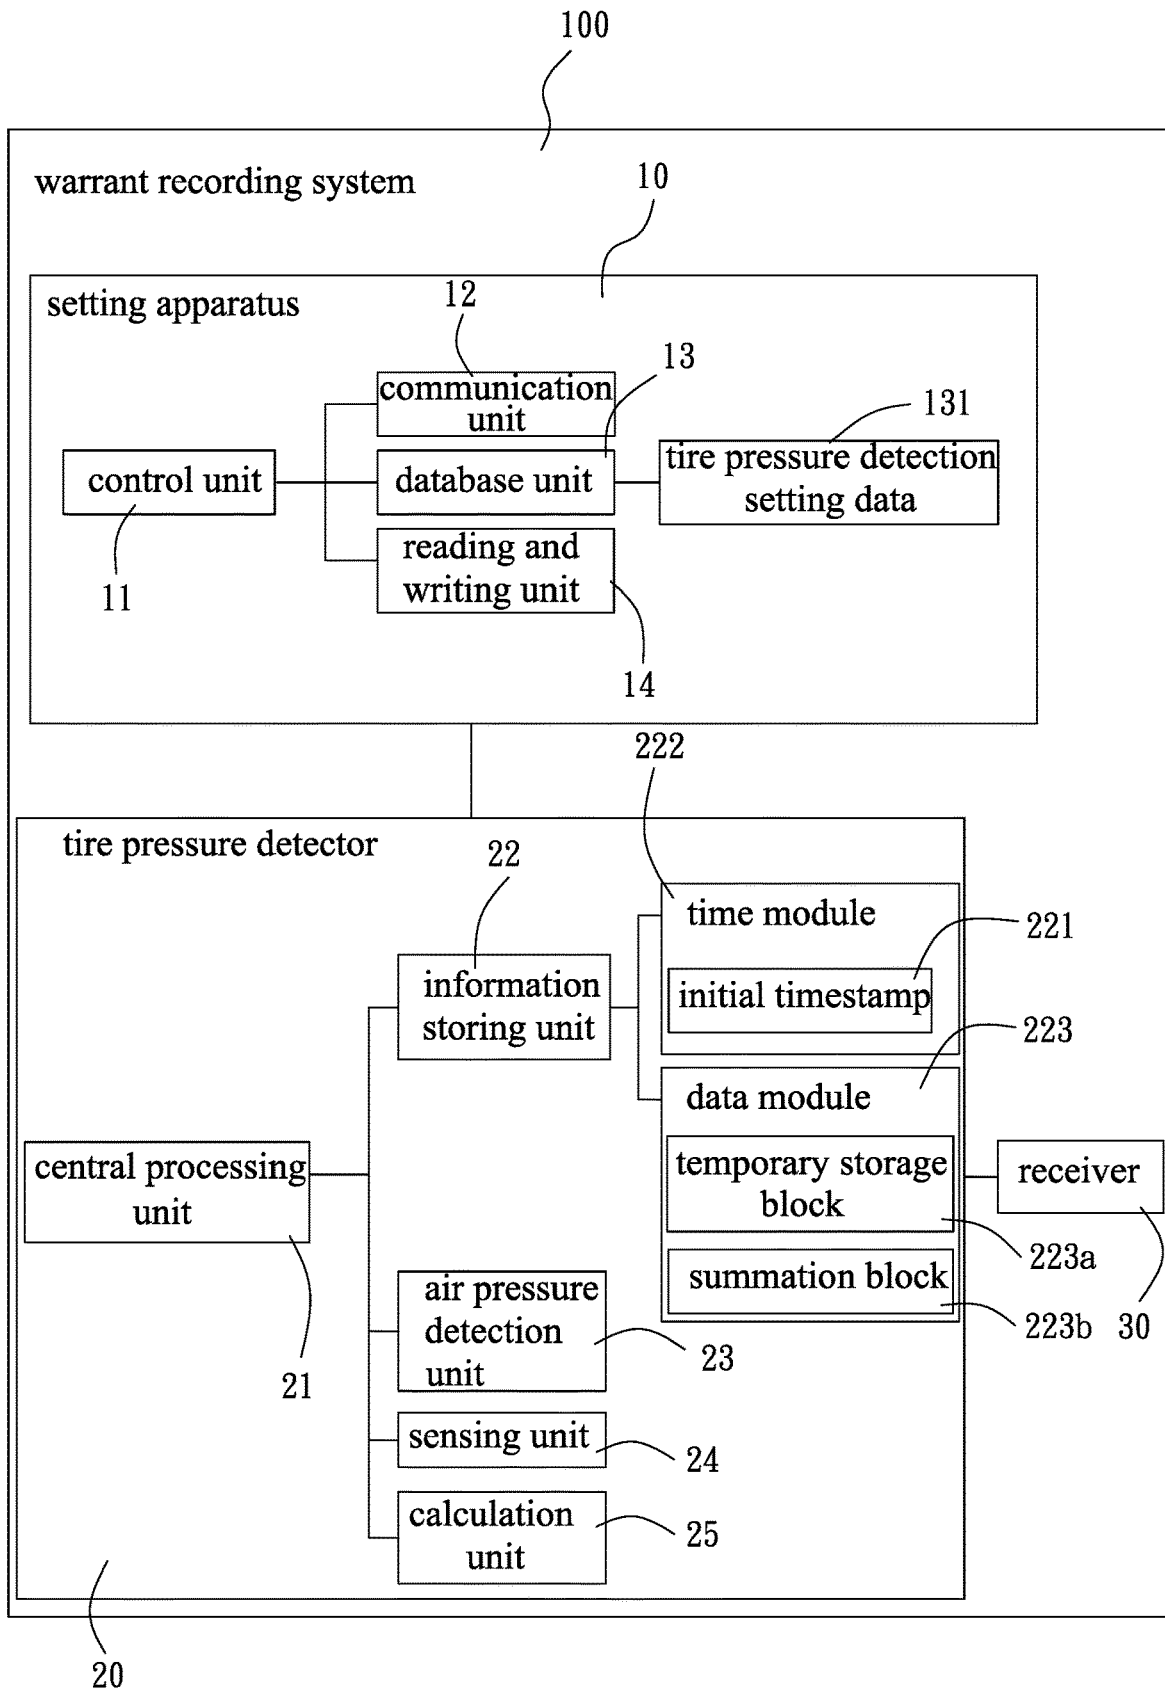 100
warrant recording system
10
setting apparatus
12
13
communication
unit
131
control unit
database unit
tire pressure detection
setting data
reading and
writing unit
11
14
222
tire pressure detector
22
time module
221
information
storing unit
initial timestamp
223
data module
central processing
unit
temporary storage
block
receiver
223a
summation block
air pressure
detection
unit
223b
30
23
21
sensing unit
24
calculation
unit
25
20